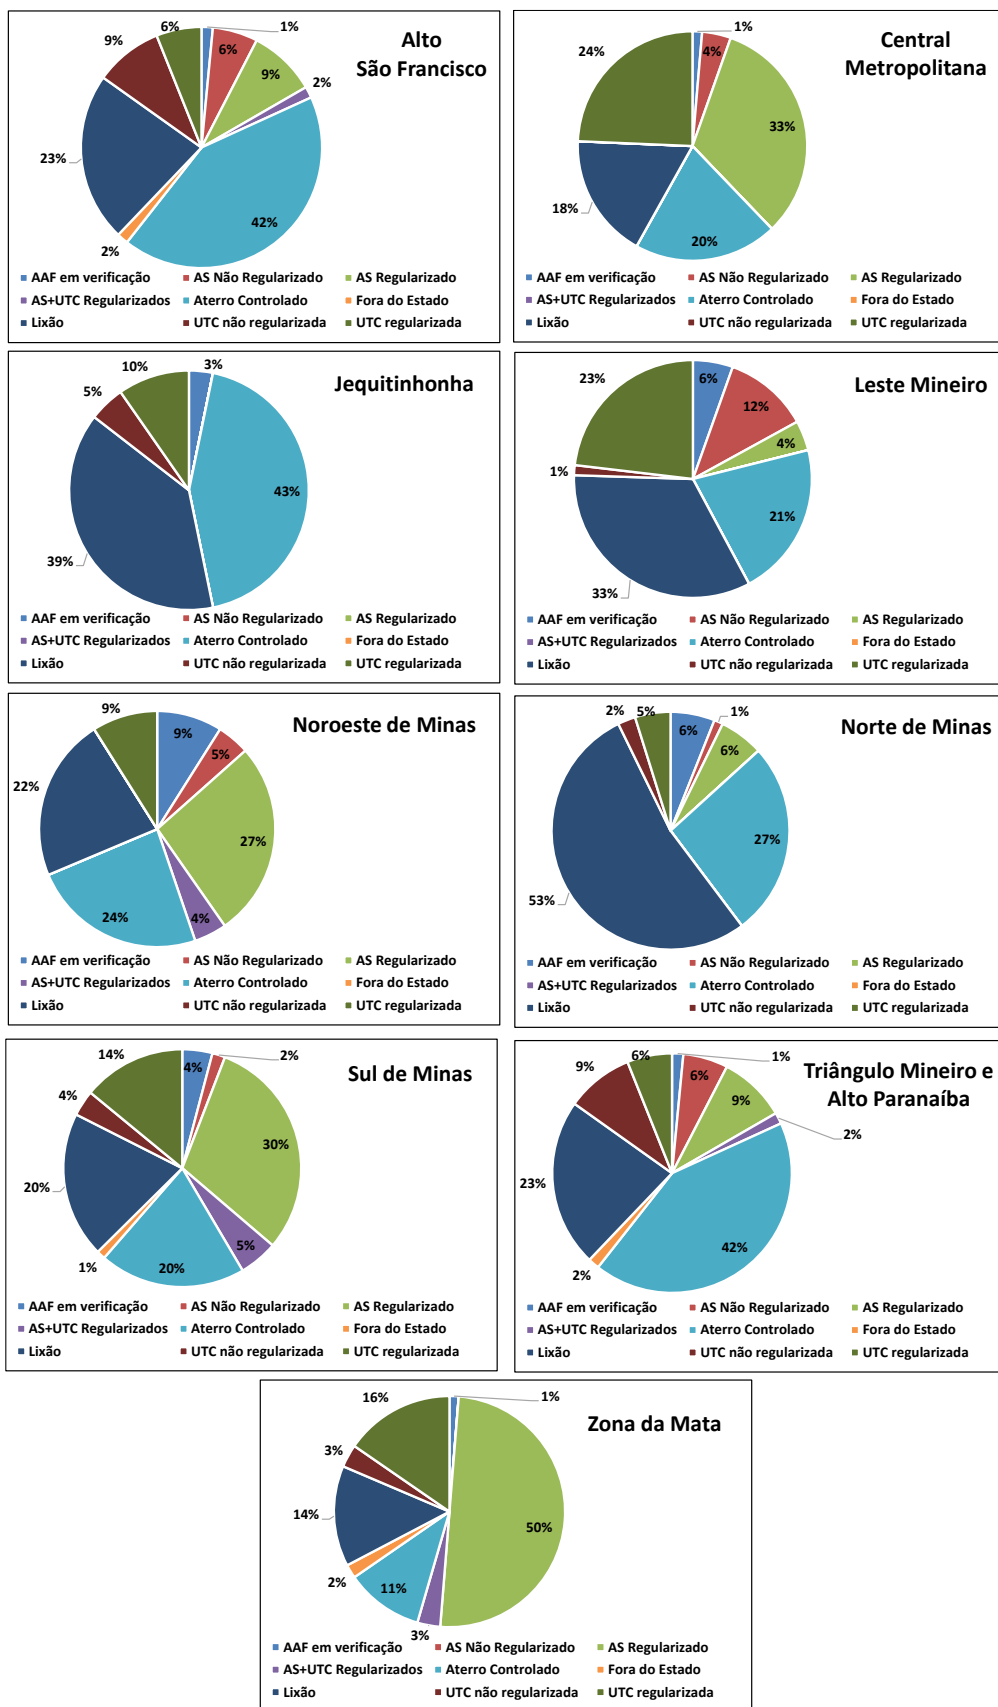 Alto
São Francisco
6%
1%
6%
9%
9%
2%
23%
42%
2%
AAF em verificação AS Não Regularizado AS Regularizado
AS+UTC Regularizados Aterro Controlado Fora do Estado
Lixão UTC não regularizada UTC regularizada
Central
Metropolitana
1%
4%
24%
33%
18%
20%
AAF em verificação AS Não Regularizado AS Regularizado
AS+UTC Regularizados Aterro Controlado Fora do Estado
Lixão UTC não regularizada UTC regularizada
Jequitinhonha
3%
10%
5%
43%
39%
AAF em verificação AS Não Regularizado AS Regularizado
AS+UTC Regularizados Aterro Controlado Fora do Estado
Lixão UTC não regularizada UTC regularizada
Leste Mineiro
23%
6%
12%
4%
1%
21%
33%
AAF em verificação AS Não Regularizado AS Regularizado
AS+UTC Regularizados Aterro Controlado Fora do Estado
Lixão UTC não regularizada UTC regularizada
Noroeste de Minas
9%
9%
5%
22%
27%
24%
4%
AAF em verificação AS Não Regularizado AS Regularizado
AS+UTC Regularizados Aterro Controlado Fora do Estado
Lixão UTC não regularizada UTC regularizada
Norte de Minas
2%
5%
6%
1%
6%
27%
53%
AAF em verificação AS Não Regularizado AS Regularizado
AS+UTC Regularizados Aterro Controlado Fora do Estado
Lixão UTC não regularizada UTC regularizada
Sul de Minas
14%
4%
2%
4%
30%
20%
5%
1%
20%
AAF em verificação AS Não Regularizado AS Regularizado
AS+UTC Regularizados Aterro Controlado Fora do Estado
Lixão UTC não regularizada UTC regularizada
Triângulo Mineiro e
Alto Paranaíba
6%
1%
9%
6%
9%
2%
23%
42%
2%
AAF em verificação AS Não Regularizado AS Regularizado
AS+UTC Regularizados Aterro Controlado Fora do Estado
Lixão UTC não regularizada UTC regularizada
Zona da Mata
16%
1%
3%
14%
50%
2%
11%
3%
AAF em verificação AS Não Regularizado AS Regularizado
AS+UTC Regularizados Aterro Controlado Fora do Estado
Lixão UTC não regularizada UTC regularizada